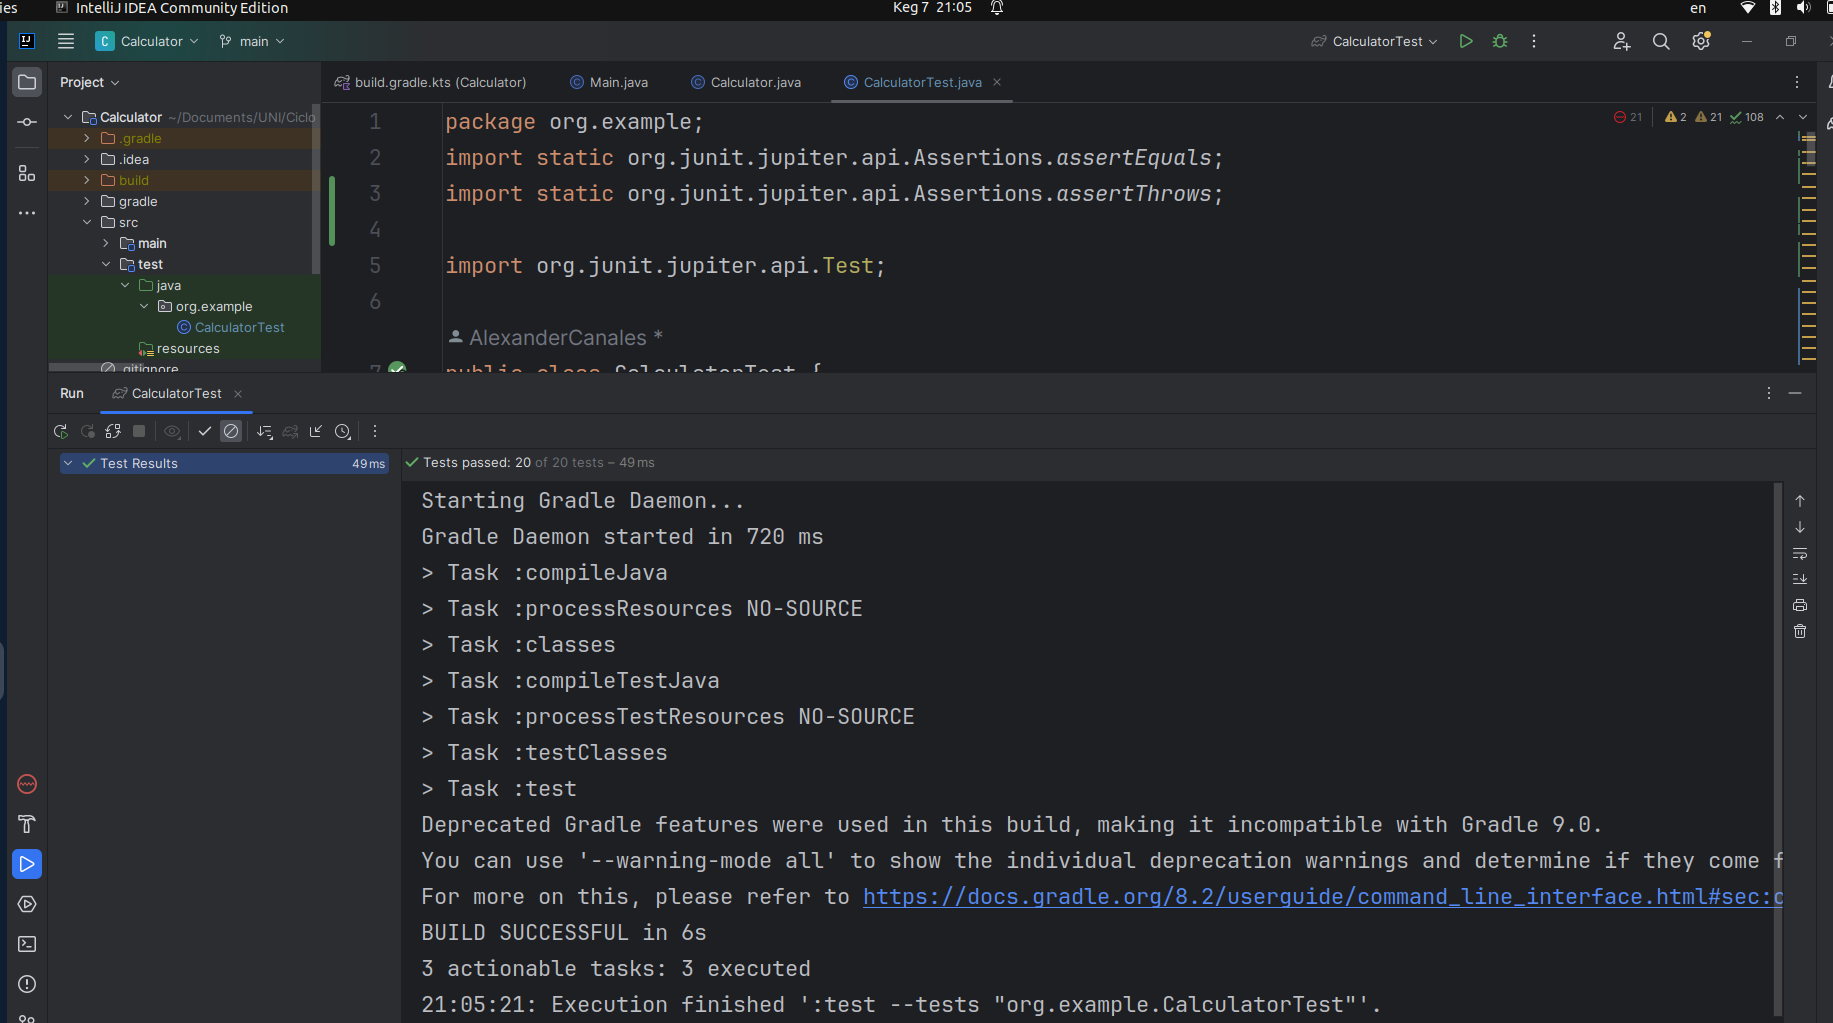 ies IntelliJ IDEA Community Edition Keg 7 21:05 en
IJ C Calculator main CalculatorTest
Project
build.gradle.kts (Calculator) Main.java Calculator.java CalculatorTest.java
Calculator ~/Documents/UNI/Ciclo
.gradle
.idea
build
gradle
src
main
test
java
org.example
CalculatorTest
resources
.gitignore
21 2 21 108
1 package org.example;
2 import static org.junit.jupiter.api.Assertions.assertEquals;
3 import static org.junit.jupiter.api.Assertions.assertThrows;
4
5 import org.junit.jupiter.api.Test;
6
AlexanderCanales *
7 public class CalculatorTest {
Run CalculatorTest
Test Results 49 ms
Tests passed: 20 of 20 tests – 49 ms
Starting Gradle Daemon...
Gradle Daemon started in 720 ms
> Task :compileJava
> Task :processResources NO-SOURCE
> Task :classes
> Task :compileTestJava
> Task :processTestResources NO-SOURCE
> Task :testClasses
> Task :test
Deprecated Gradle features were used in this build, making it incompatible with Gradle 9.0.
You can use '--warning-mode all' to show the individual deprecation warnings and determine if they come f
For more on this, please refer to https://docs.gradle.org/8.2/userguide/command_line_interface.html#sec:c
BUILD SUCCESSFUL in 6s
3 actionable tasks: 3 executed
21:05:21: Execution finished ':test --tests "org.example.CalculatorTest"'.